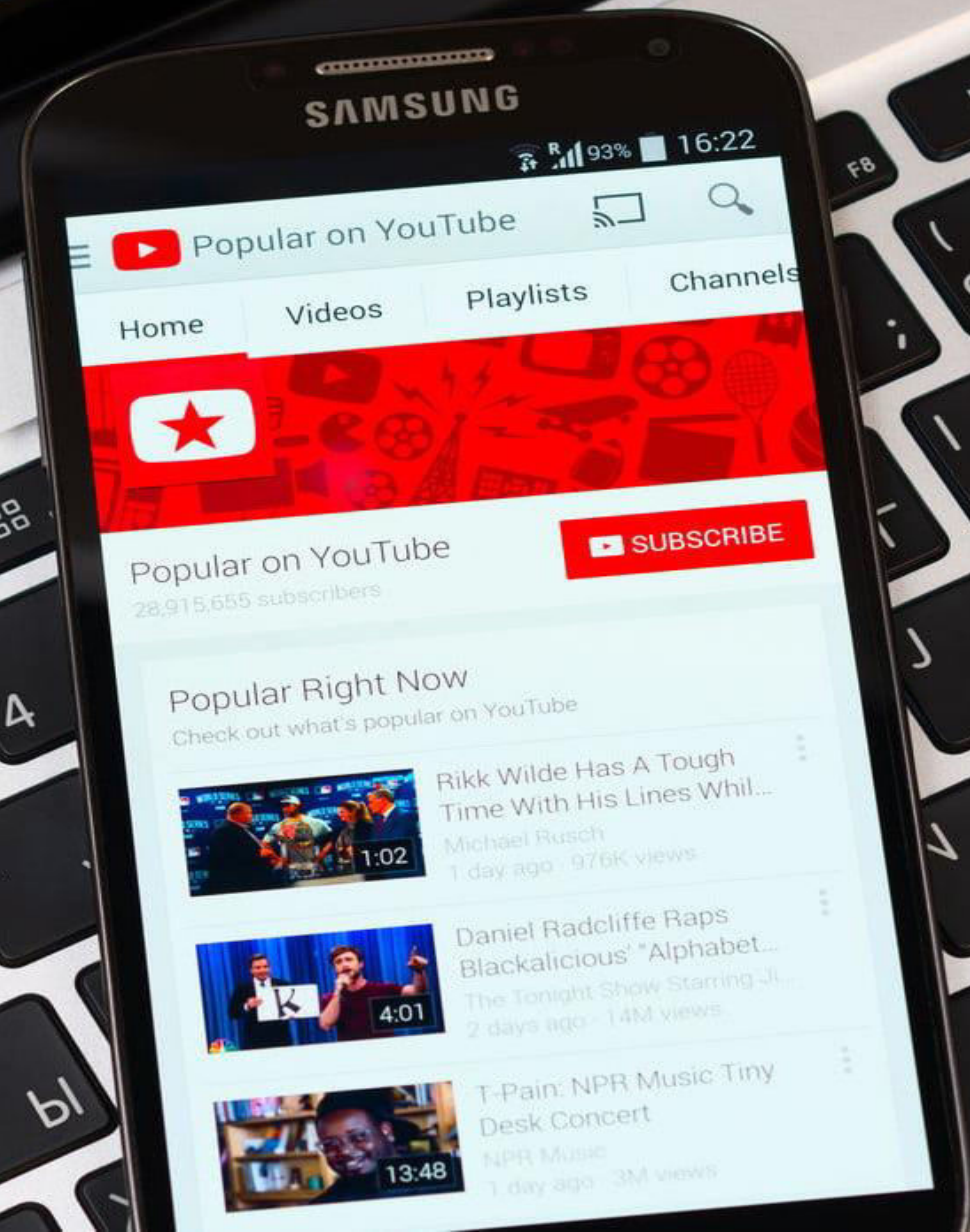 SAMSUNG
R 93% 16:22
Popular on YouTube
Home Videos Playlists Channels
Popular on YouTube
SUBSCRIBE
28,915,655 subscribers
Popular Right Now
Check out what's popular on YouTube
Rikk Wilde Has A Tough
Time With His Lines Whil...
Michael Rusch
1 day ago · 976K views
1:02
Daniel Radcliffe Raps
Blackalicious' "Alphabet...
The Tonight Show Starring Ji...
2 days ago · 14M views
K
4:01
T-Pain: NPR Music Tiny
Desk Concert
NPR Music
1 day ago · 3M views
13:48
F8
;
4
J
V
Ы